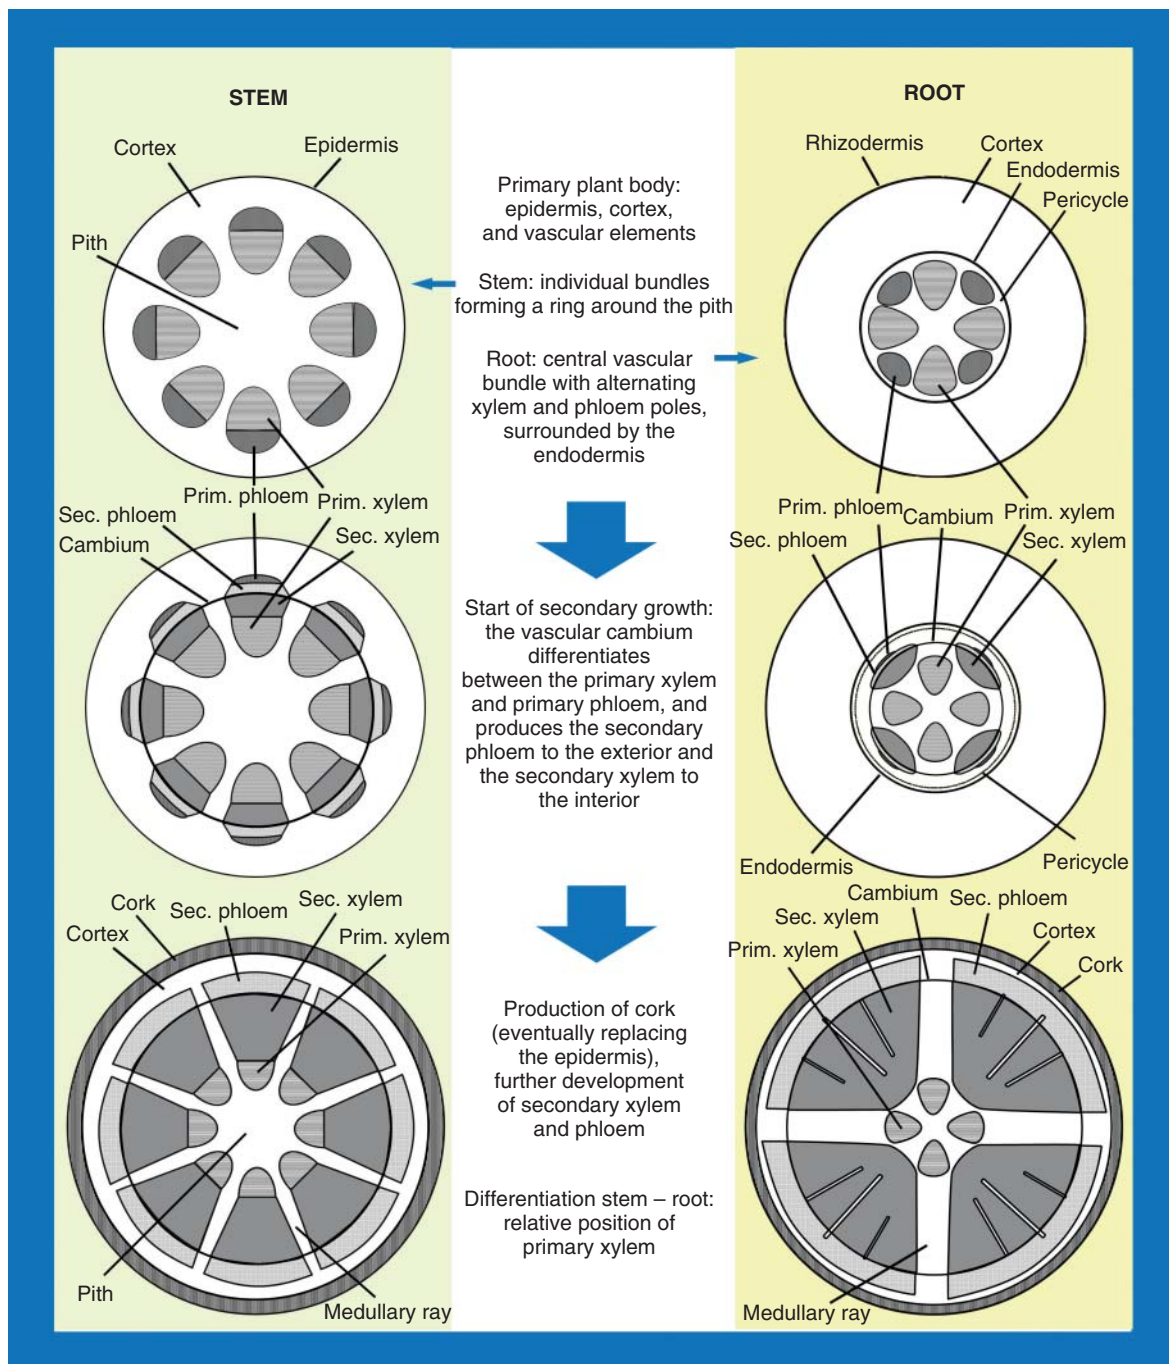 STEM
Cortex
Epidermis
Pith
Primary plant body:
epidermis, cortex,
and vascular elements
Stem: individual bundles
forming a ring around the pith
Root: central vascular
bundle with alternating
xylem and phloem poles,
surrounded by the
endodermis
ROOT
Rhizodermis
Cortex
Endodermis
Pericycle
Prim. phloem
Prim. xylem
Sec. phloem
Sec. xylem
Cambium
Start of secondary growth:
the vascular cambium
differentiates
between the primary xylem
and primary phloem, and
produces the secondary
phloem to the exterior and
the secondary xylem to
the interior
Prim. phloem
Cambium
Prim. xylem
Sec. phloem
Sec. xylem
Endodermis
Pericycle
Cork
Sec. phloem
Sec. xylem
Cortex
Prim. xylem
Pith
Medullary ray
Production of cork
(eventually replacing
the epidermis),
further development
of secondary xylem
and phloem
Differentiation stem – root:
relative position of
primary xylem
Cambium
Sec. phloem
Sec. xylem
Cortex
Prim. xylem
Cork
Medullary ray